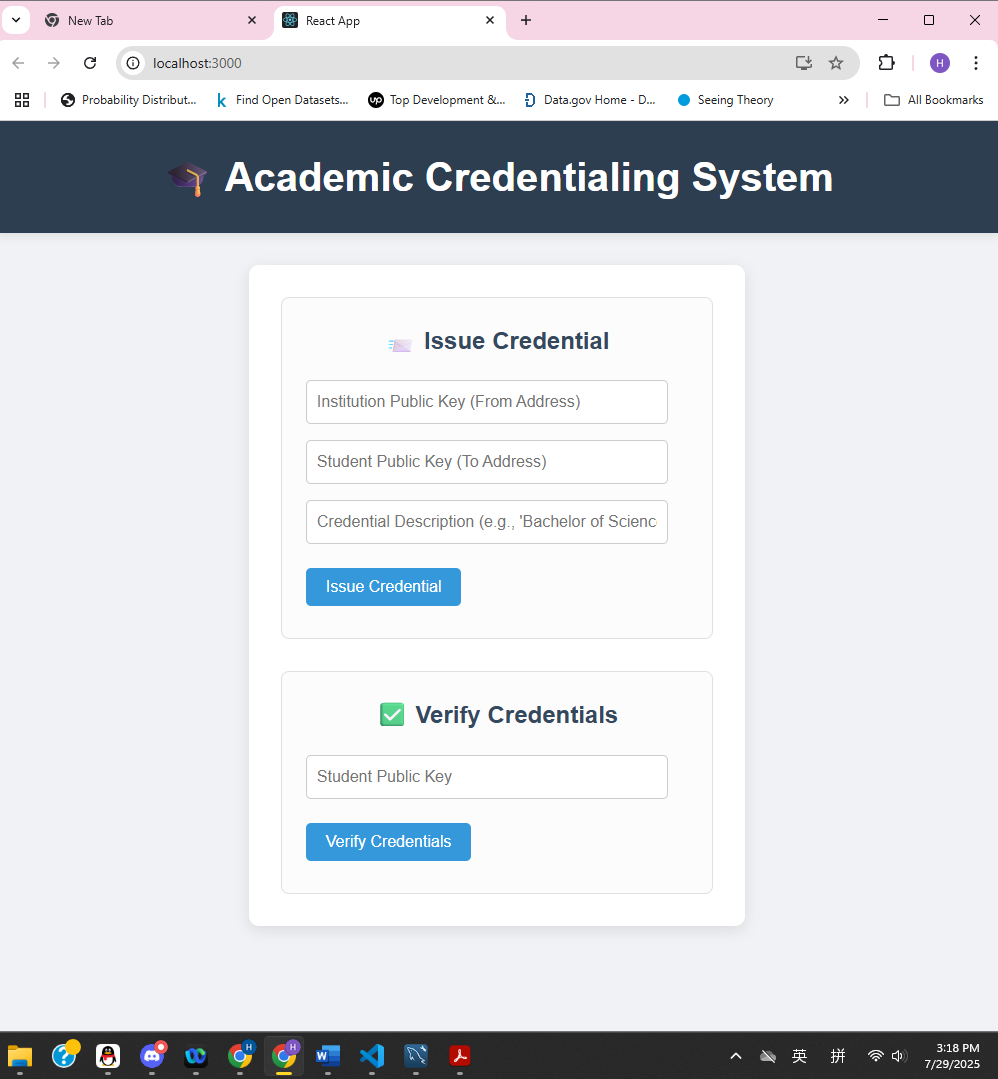 New Tab
React App
localhost:3000
H
Probability Distribut...
k Find Open Datasets...
up Top Development &...
Data.gov Home - D...
Seeing Theory
All Bookmarks
Academic Credentialing System
Issue Credential
Institution Public Key (From Address)
Student Public Key (To Address)
Credential Description (e.g., 'Bachelor of Scienc
Issue Credential
Verify Credentials
Student Public Key
Verify Credentials
H
H
W
英
拼
3:18 PM
7/29/2025